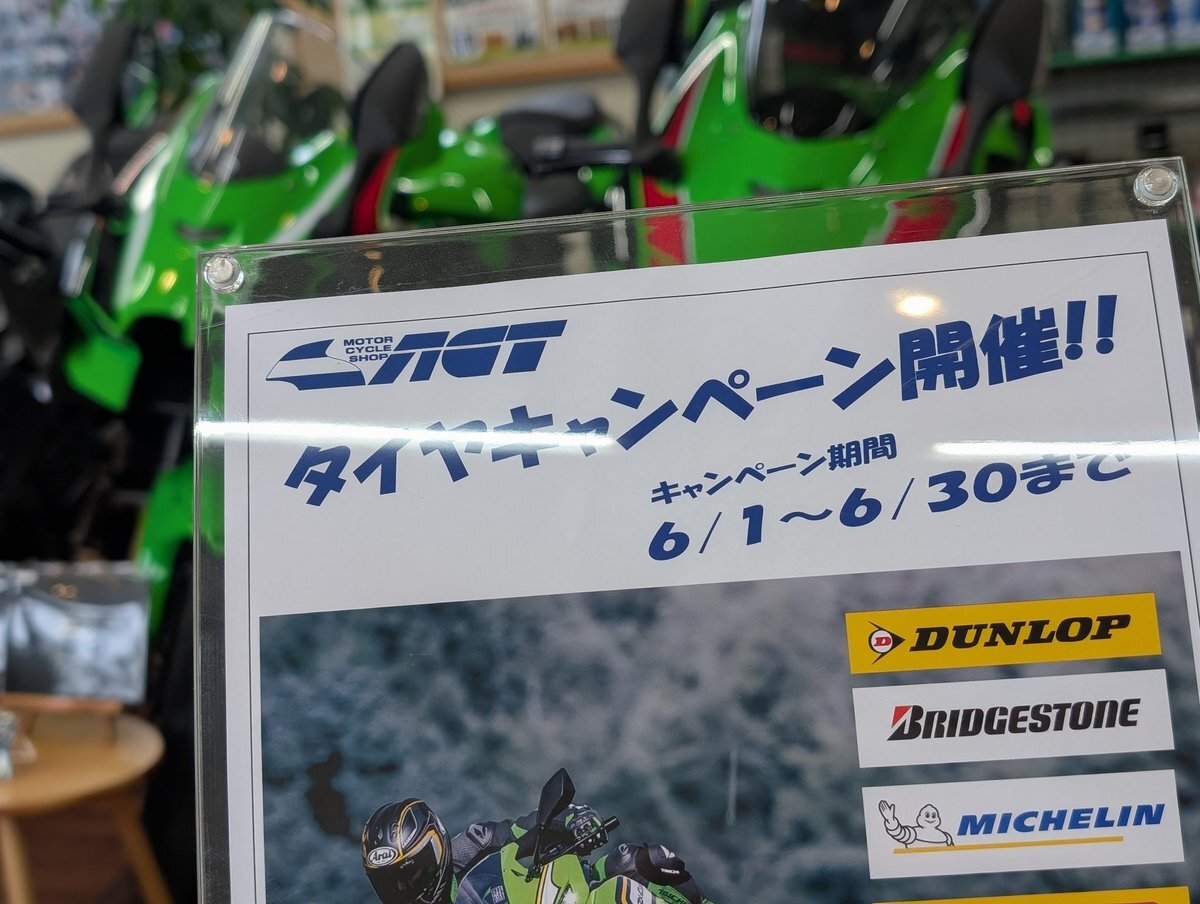 MOTOR
CYCLE
SHOP
ACT
タイヤキャンペーン開催!!
キャンペーン期間
6/1〜6/30まで
DUNLOP
BRIDGESTONE
MICHELIN
Arai